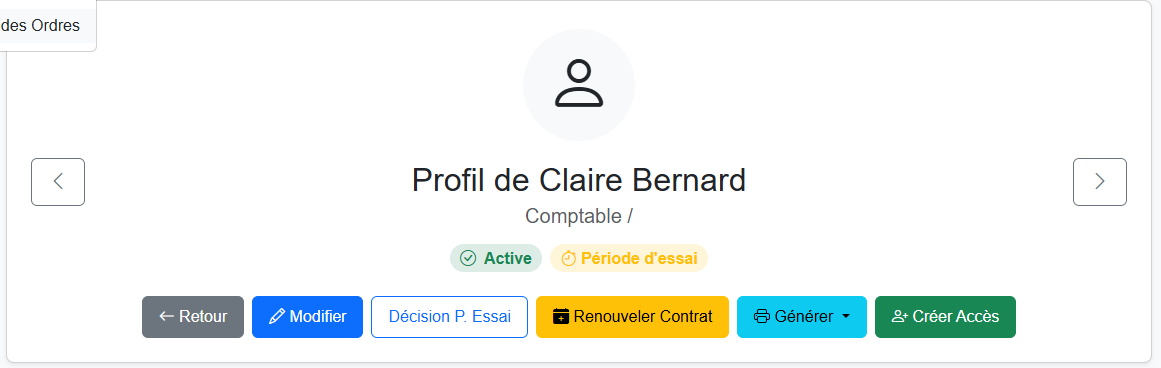 des Ordres
Profil de Claire Bernard
Comptable /
Active Période d'essai
Retour Modifier Décision P. Essai Renouveler Contrat Générer Créer Accès